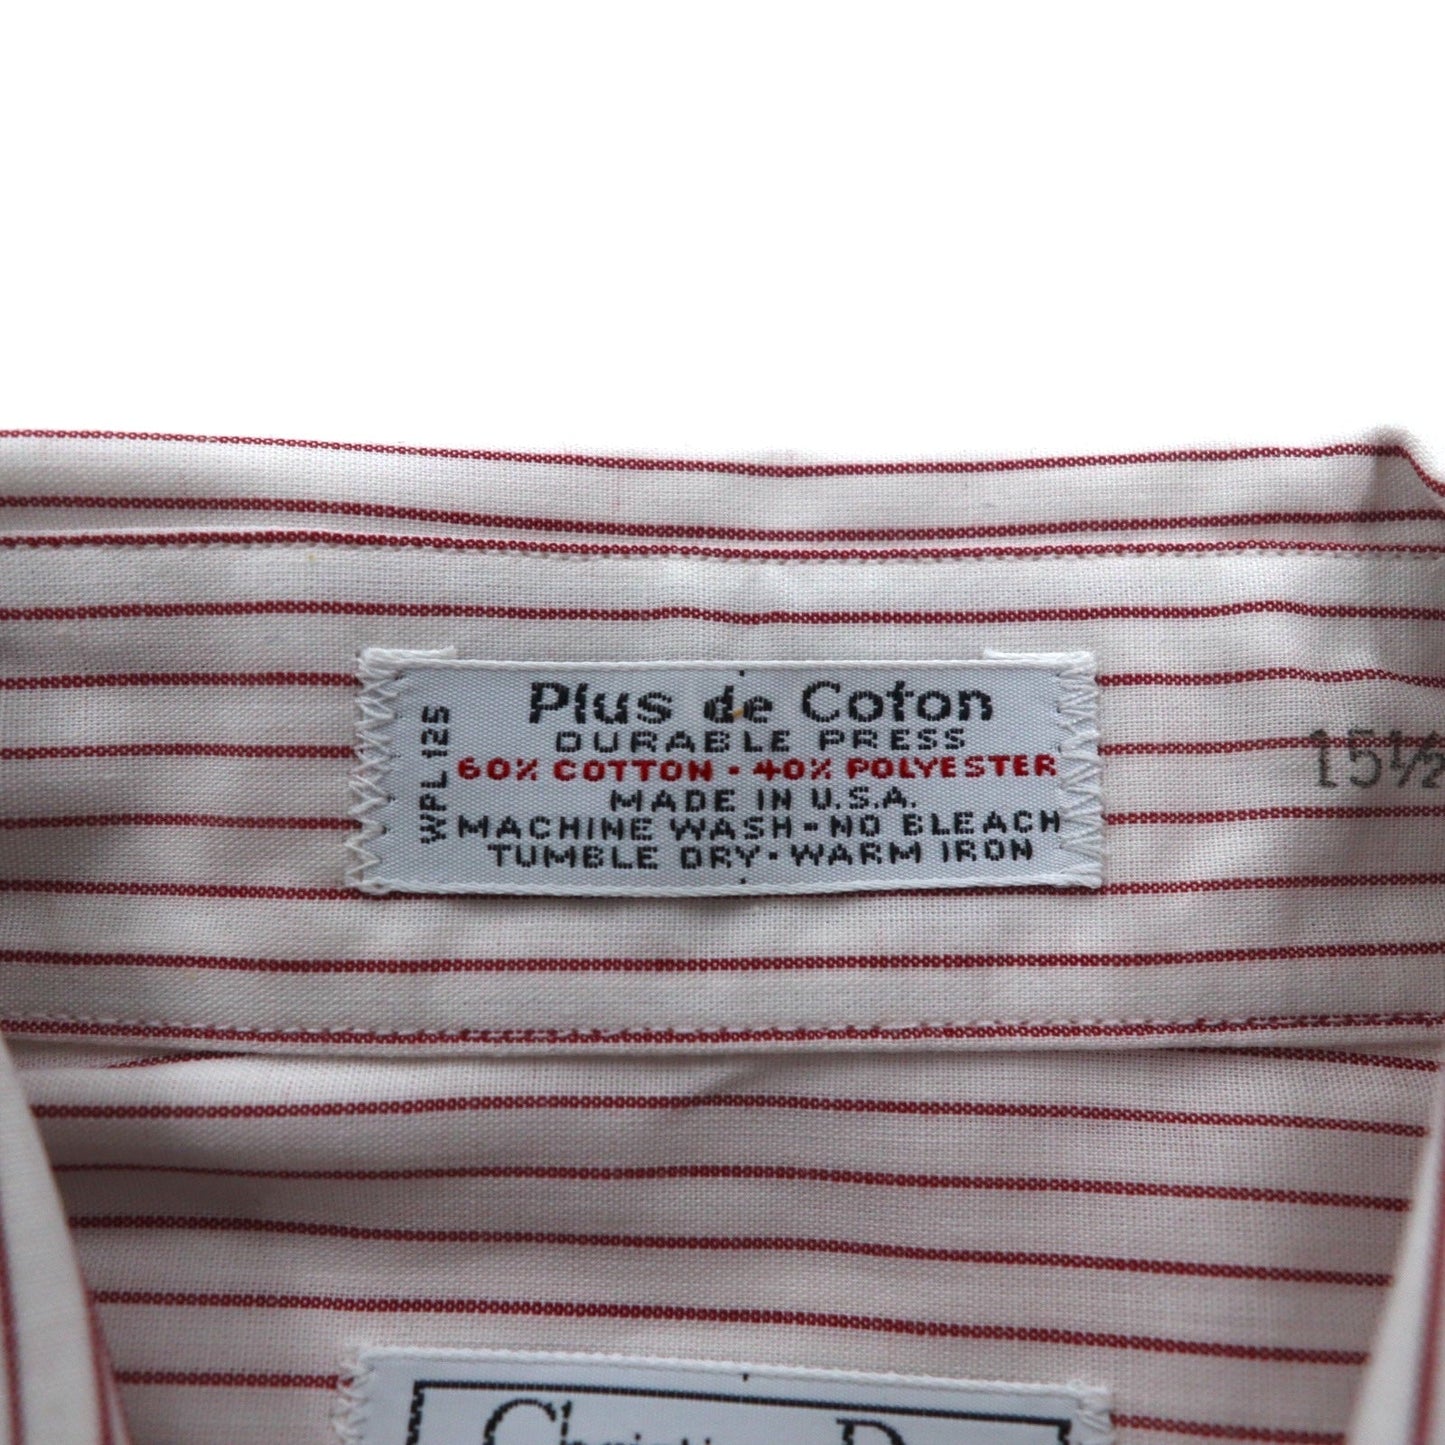 Plus de Coton
DURABLE PRESS
60% COTTON - 40% POLYESTER
MADE IN U.S.A.
MACHINE WASH-NO BLEACH
TUMBLE DRY-WARM IRON
WPL 125
15½